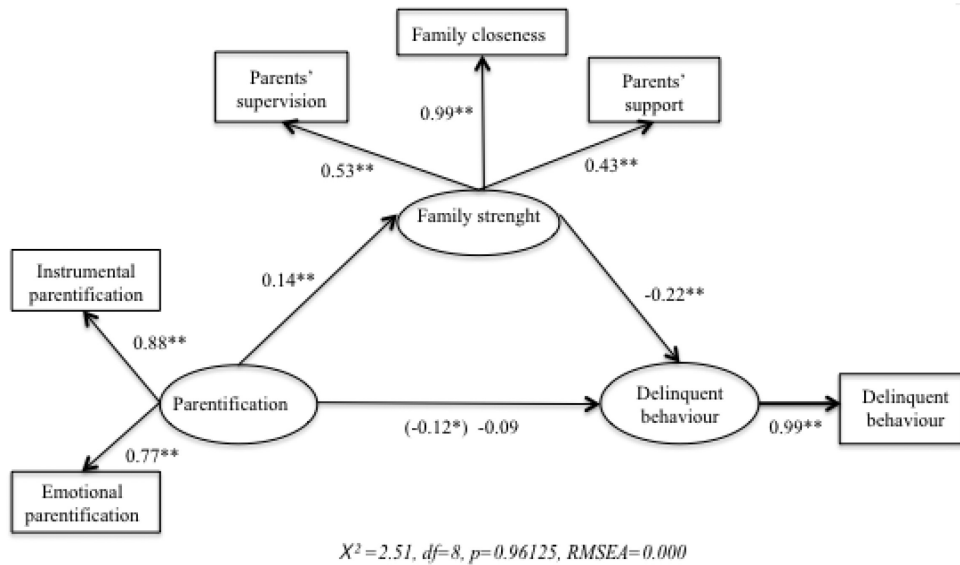 Family closeness
Parents'
supervision
Parents'
support
0.99**
0.53**
0.43**
Family strenght
Instrumental
parentification
0.14**
-0.22**
0.88**
Parentification
Delinquent
behaviour
Delinquent
behaviour
(-0.12*) -0.09
0.99**
0.77**
Emotional
parentification
X² =2.51, df=8, p=0.96125, RMSEA=0.000